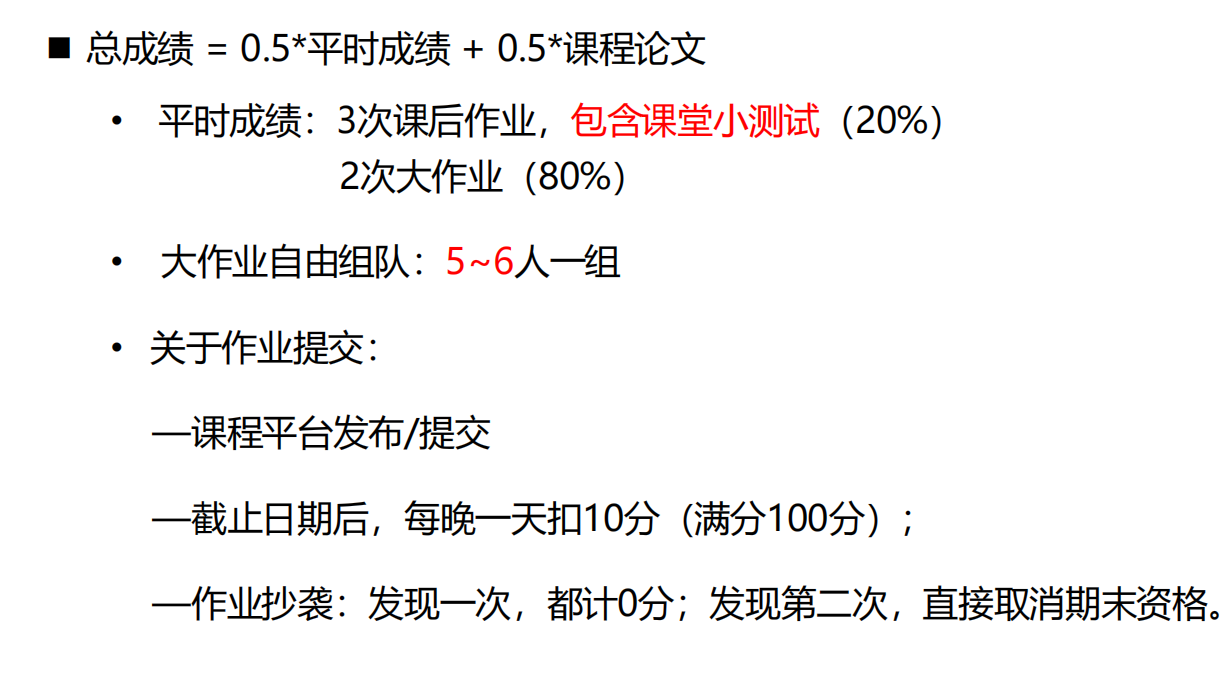 ■ 总成绩 = 0.5*平时成绩 + 0.5*课程论文
• 平时成绩：3次课后作业，包含课堂小测试（20%）
2次大作业（80%）
• 大作业自由组队：5~6人一组
• 关于作业提交：
—课程平台发布/提交
—截止日期后，每晚一天扣10分（满分100分）；
—作业抄袭：发现一次，都计0分；发现第二次，直接取消期末资格。